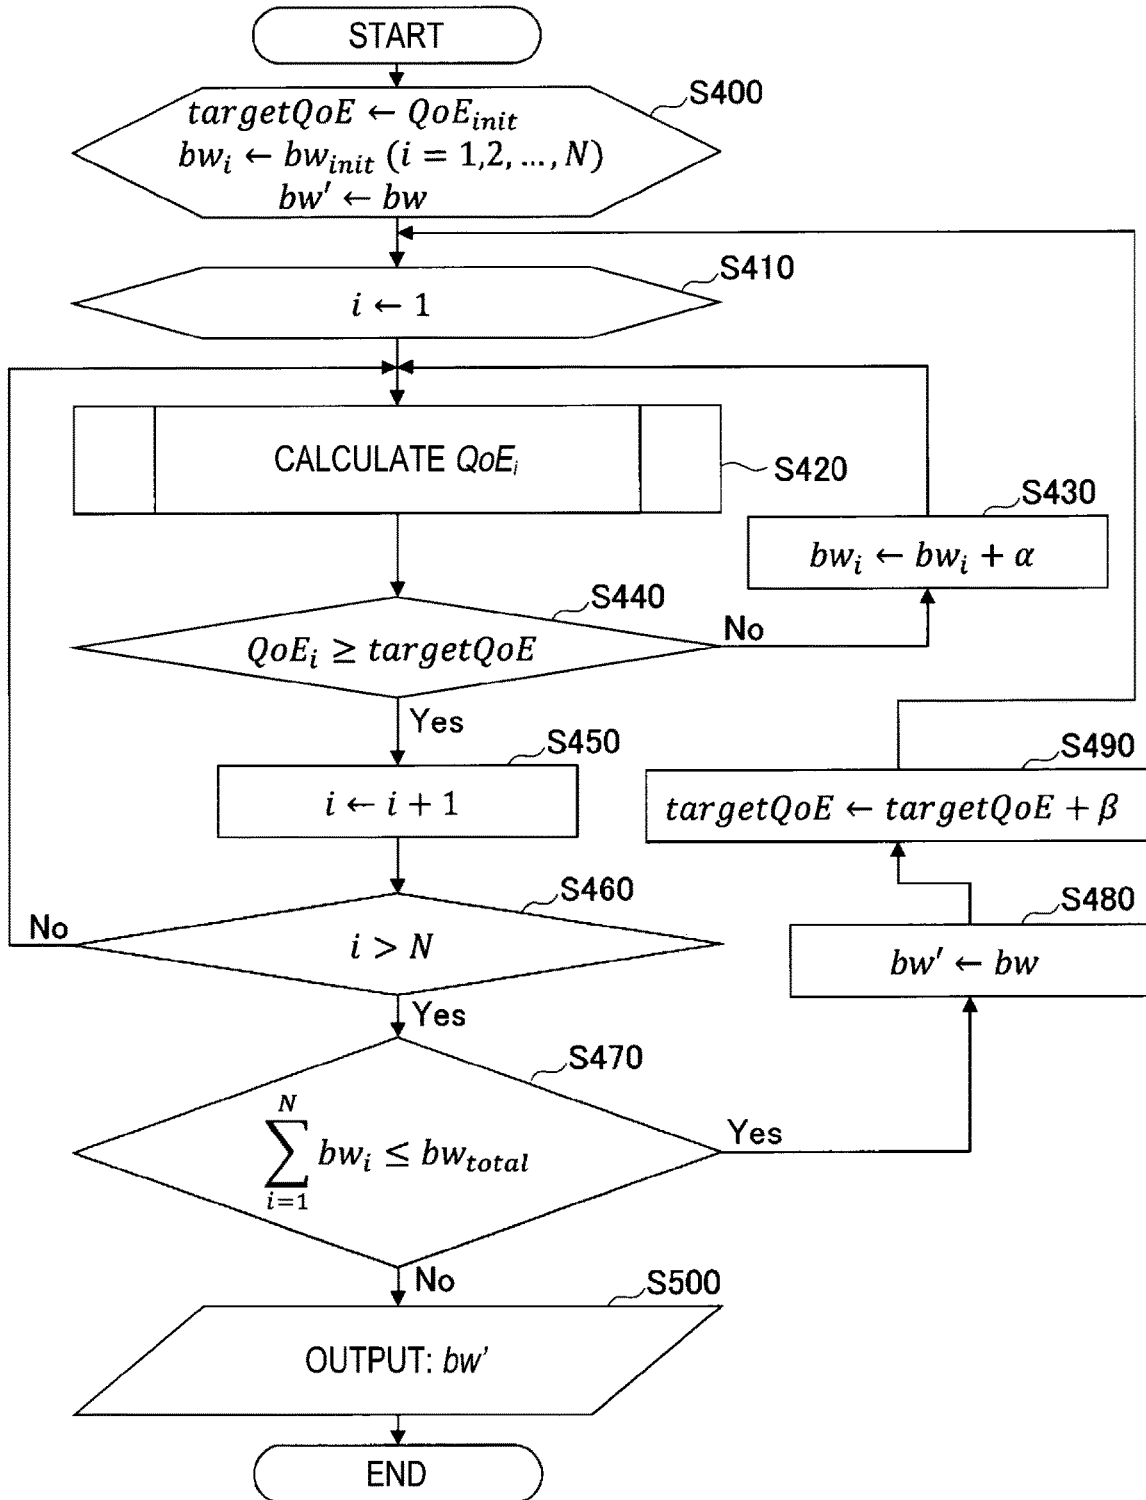 START
S400
targetQoE ← QoE_init
bw_i ← bw_init (i = 1,2, ..., N)
bw' ← bw
S410
i ← 1
CALCULATE QoE_i
S420
S430
bw_i ← bw_i + α
S440
QoE_i ≥ targetQoE
No
Yes
S450
i ← i + 1
S490
targetQoE ← targetQoE + β
S460
i > N
No
Yes
S480
bw' ← bw
S470
∑_{i=1}^{N} bw_i ≤ bw_total
Yes
No
S500
OUTPUT: bw'
END